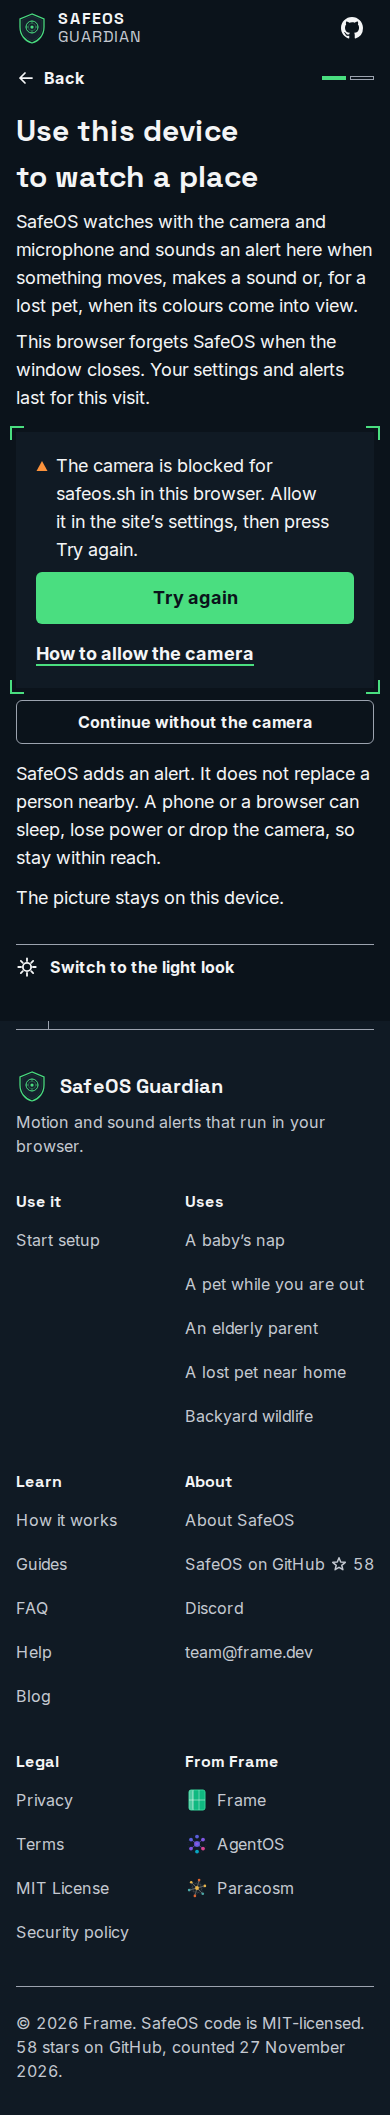 SAFEOS
GUARDIAN
Back
Use this device
to watch a place
SafeOS watches with the camera and
microphone and sounds an alert here when
something moves, makes a sound or, for a
lost pet, when its colours come into view.
This browser forgets SafeOS when the
window closes. Your settings and alerts
last for this visit.
The camera is blocked for
safeos.sh in this browser. Allow
it in the site’s settings, then press
Try again.
Try again
How to allow the camera
Continue without the camera
SafeOS adds an alert. It does not replace a
person nearby. A phone or a browser can
sleep, lose power or drop the camera, so
stay within reach.
The picture stays on this device.
Switch to the light look
SafeOS Guardian
Motion and sound alerts that run in your
browser.
Use it
Start setup
Uses
A baby’s nap
A pet while you are out
An elderly parent
A lost pet near home
Backyard wildlife
Learn
How it works
Guides
FAQ
Help
Blog
About
About SafeOS
SafeOS on GitHub ☆ 58
Discord
team@frame.dev
Legal
Privacy
Terms
MIT License
Security policy
From Frame
Frame
AgentOS
Paracosm
© 2026 Frame. SafeOS code is MIT-licensed.
58 stars on GitHub, counted 27 November
2026.